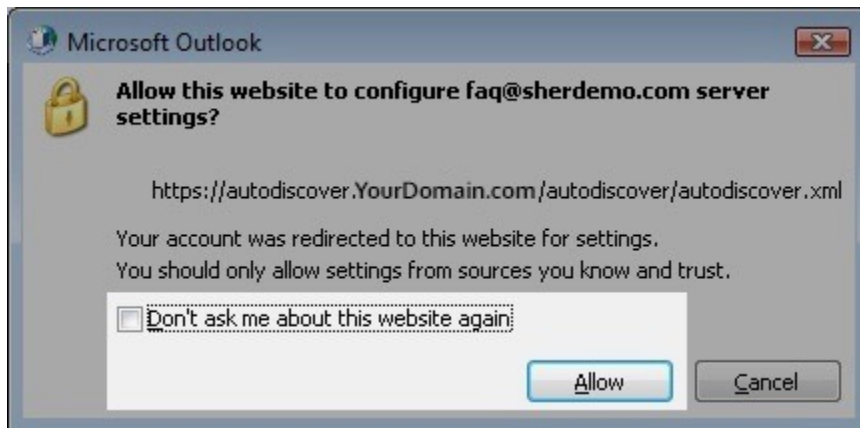 Microsoft Outlook
Allow this website to configure faq@sherdemo.com server
settings?
https://autodiscover.YourDomain.com/autodiscover/autodiscover.xml
Your account was redirected to this website for settings.
You should only allow settings from sources you know and trust.
Don't ask me about this website again
Allow Cancel